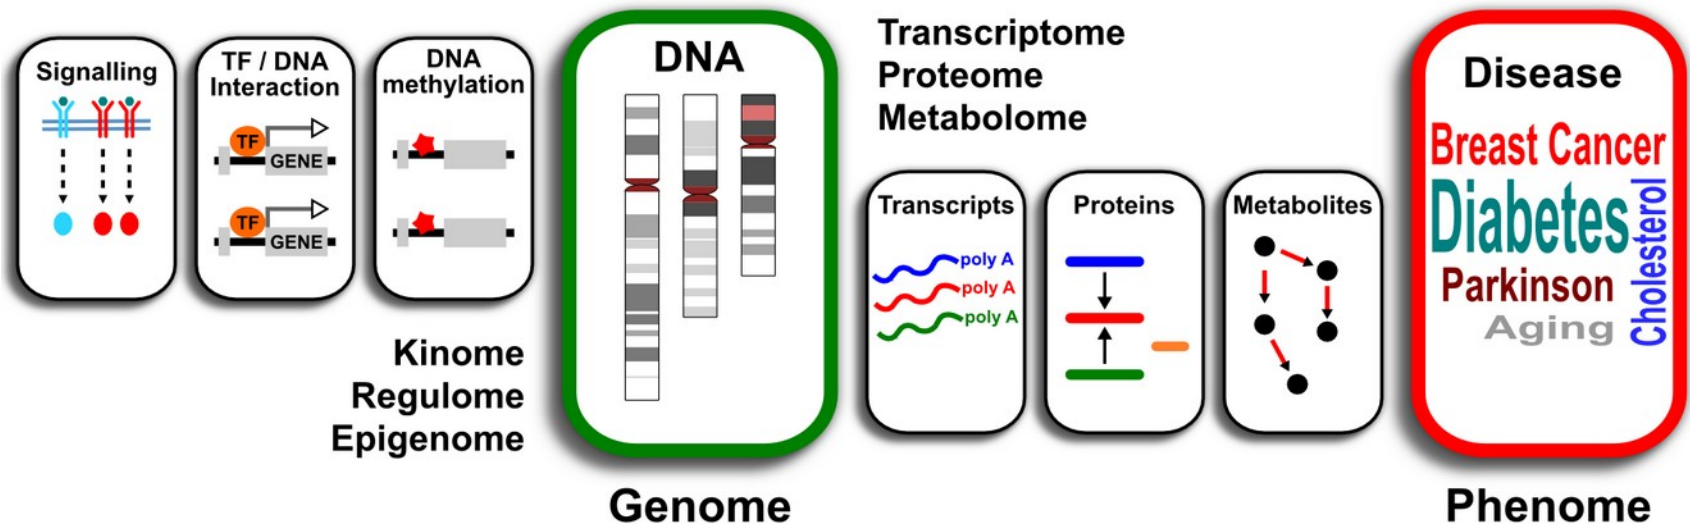 Signalling
TF / DNA
Interaction
TF
GENE
TF
GENE
DNA
methylation
Kinome
Regulome
Epigenome
DNA
Genome
Transcriptome
Proteome
Metabolome
Transcripts
poly A
poly A
poly A
Proteins
Metabolites
Disease
Breast Cancer
Diabetes
Cholesterol
Parkinson
Aging
Phenome